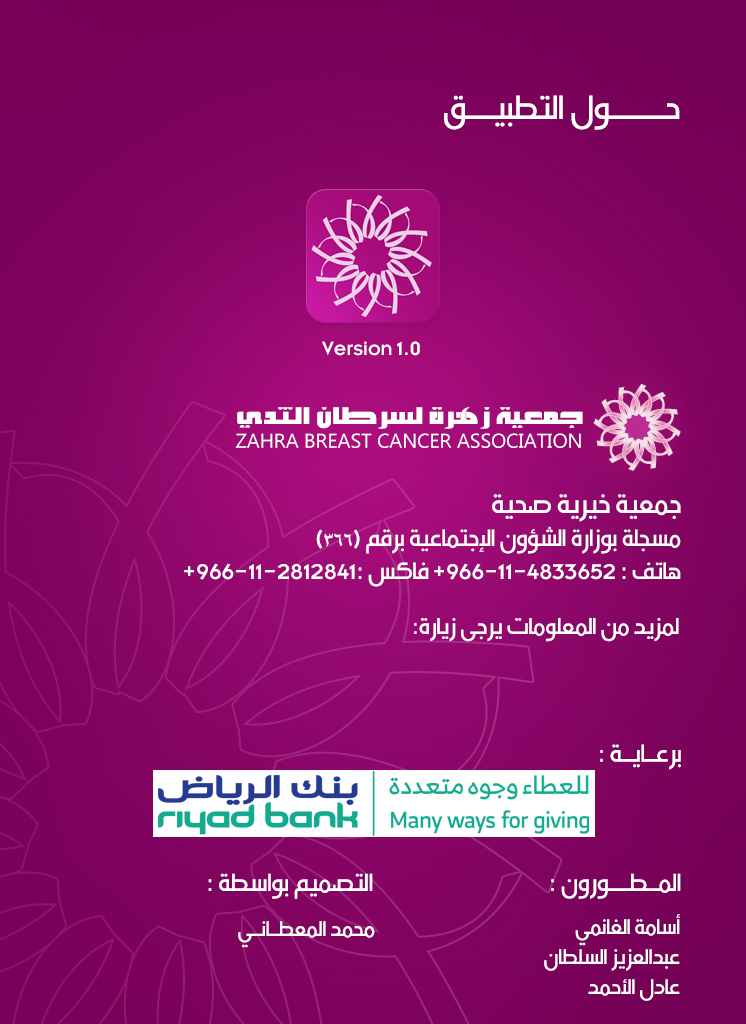 حـــــول التطبيـــق
Version 1.0
جمعية زهرة لسرطان الثدي
ZAHRA BREAST CANCER ASSOCIATION
جمعية خيرية صحية
مسجلة بوزارة الشؤون الإجتماعية برقم (٣٦٦)
هاتف : 4833652-11-966+ فاكس :2812841-11-966+
لمزيد من المعلومات يرجى زيارة:
برعـايـة :
بنك الرياض
riyad bank
للعطاء وجوه متعددة
Many ways for giving
المـطـــورون :
أسامة الغانمي
عبدالعزيز السلطان
عادل الأحمد
التصميم بواسطة :
محمد المعطـانـي